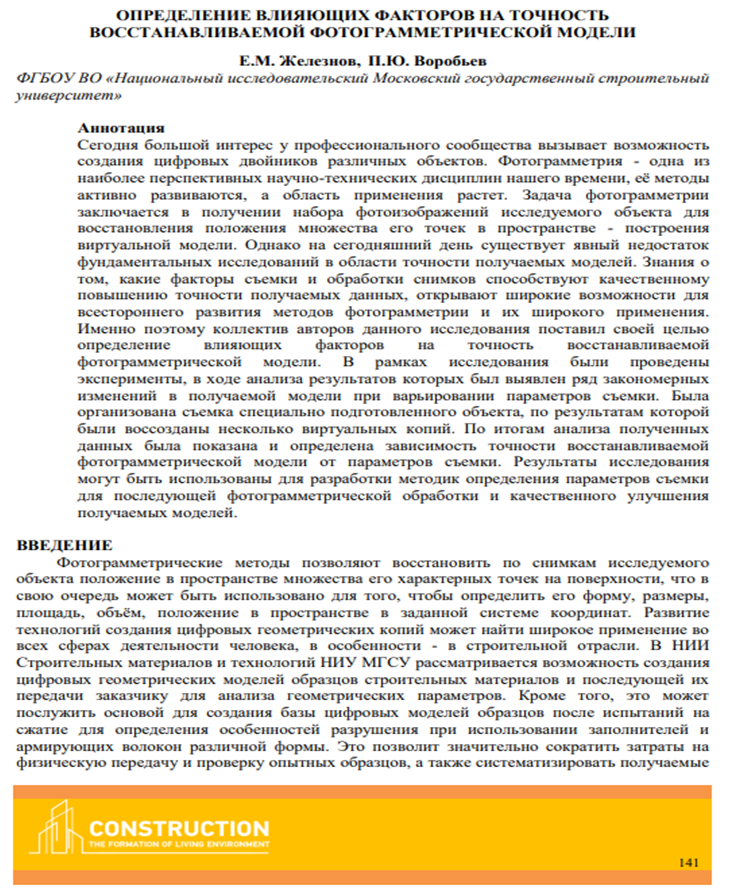 ОПРЕДЕЛЕНИЕ ВЛИЯЮЩИХ ФАКТОРОВ НА ТОЧНОСТЬ
ВОССТАНАВЛИВАЕМОЙ ФОТОГРАММЕТРИЧЕСКОЙ МОДЕЛИ
Е.М. Железнов, П.Ю. Воробьев
ФГБОУ ВО «Национальный исследовательский Московский государственный строительный
университет»
Аннотация
Сегодня большой интерес у профессионального сообщества вызывает возможность
создания цифровых двойников различных объектов. Фотограмметрия - одна из
наиболее перспективных научно-технических дисциплин нашего времени, её методы
активно развиваются, а область применения растет. Задача фотограмметрии
заключается в получении набора фотоизображений исследуемого объекта для
восстановления положения множества его точек в пространстве - построения
виртуальной модели. Однако на сегодняшний день существует явный недостаток
фундаментальных исследований в области точности получаемых моделей. Знания о
том, какие факторы съемки и обработки снимков способствуют качественному
повышению точности получаемых данных, открывают широкие возможности для
всестороннего развития методов фотограмметрии и их широкого применения.
Именно поэтому коллектив авторов данного исследования поставил своей целью
определение влияющих факторов на точность восстанавливаемой
фотограмметрической модели. В рамках исследования были проведены
эксперименты, в ходе анализа результатов которых был выявлен ряд закономерных
изменений в получаемой модели при варьировании параметров съемки. Была
организована съемка специально подготовленного объекта, по результатам которой
были воссозданы несколько виртуальных копий. По итогам анализа полученных
данных была показана и определена зависимость точности восстанавливаемой
фотограмметрической модели от параметров съемки. Результаты исследования
могут быть использованы для разработки методик определения параметров съемки
для последующей фотограмметрической обработки и качественного улучшения
получаемых моделей.
ВВЕДЕНИЕ
Фотограмметрические методы позволяют восстановить по снимкам исследуемого
объекта положение в пространстве множества его характерных точек на поверхности, что в
свою очередь может быть использовано для того, чтобы определить его форму, размеры,
площадь, объём, положение в пространстве в заданной системе координат. Развитие
технологий создания цифровых геометрических копий может найти широкое применение во
всех сферах деятельности человека, в особенности - в строительной отрасли. В НИИ
Строительных материалов и технологий НИУ МГСУ рассматривается возможность создания
цифровых геометрических моделей образцов строительных материалов и последующей их
передачи заказчику для анализа геометрических параметров. Кроме того, это может
послужить основой для создания базы цифровых моделей образцов после испытаний на
сжатие для определения особенностей разрушения при использовании заполнителей и
армирующих волокон различной формы. Это позволит значительно сократить затраты на
физическую передачу и проверку опытных образцов, а также систематизировать получаемые
CONSTRUCTION
THE FORMATION OF LIVING ENVIRONMENT
141